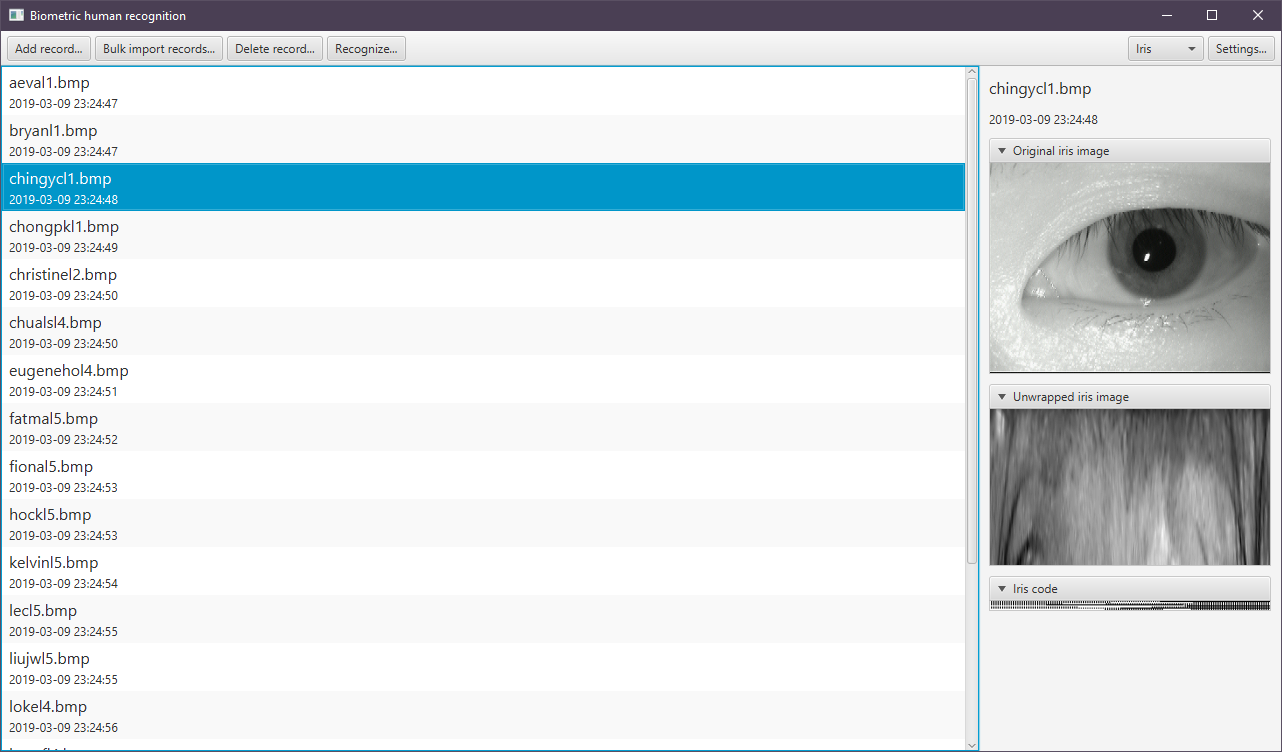 Biometric human recognition
Add record...
Bulk import records...
Delete record...
Recognize...
Iris
Settings...
aeval1.bmp
2019-03-09 23:24:47
bryanl1.bmp
2019-03-09 23:24:47
chingycl1.bmp
2019-03-09 23:24:48
chongpkl1.bmp
2019-03-09 23:24:49
christinel2.bmp
2019-03-09 23:24:50
chualsl4.bmp
2019-03-09 23:24:50
eugenehol4.bmp
2019-03-09 23:24:51
fatmal5.bmp
2019-03-09 23:24:52
fional5.bmp
2019-03-09 23:24:53
hockl5.bmp
2019-03-09 23:24:53
kelvinl5.bmp
2019-03-09 23:24:54
lecl5.bmp
2019-03-09 23:24:55
liujwl5.bmp
2019-03-09 23:24:55
lokel4.bmp
2019-03-09 23:24:56
chingycl1.bmp
2019-03-09 23:24:48
Original iris image
Unwrapped iris image
Iris code